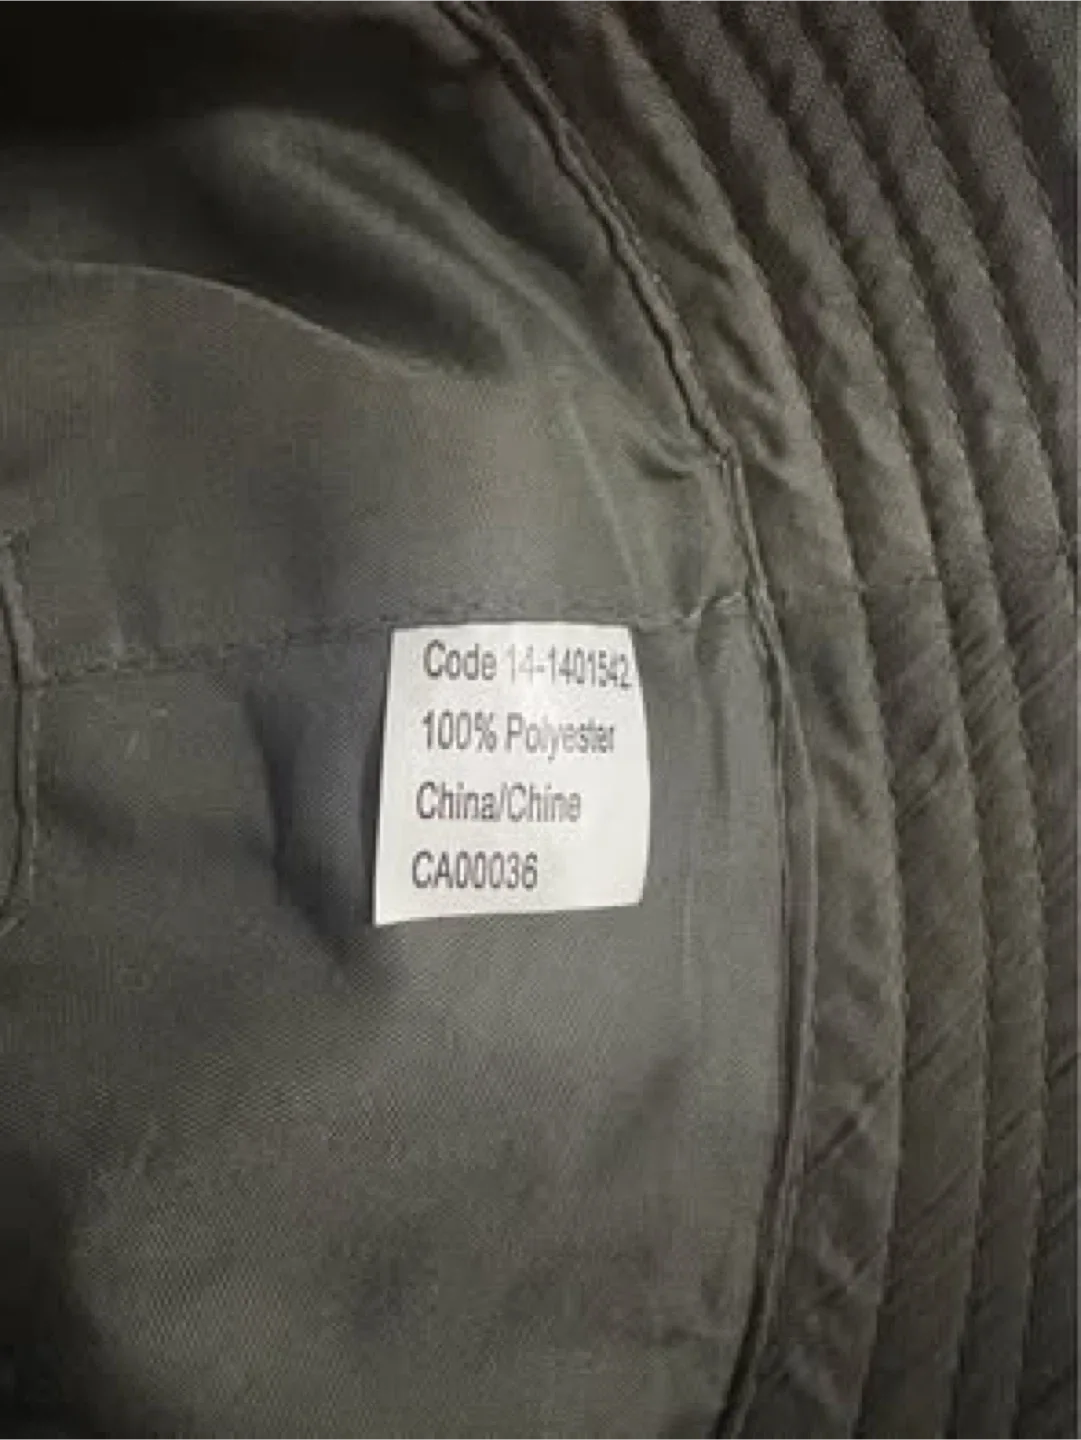 Code 14-1401542
100% Polyester
China/Chine
CA00036